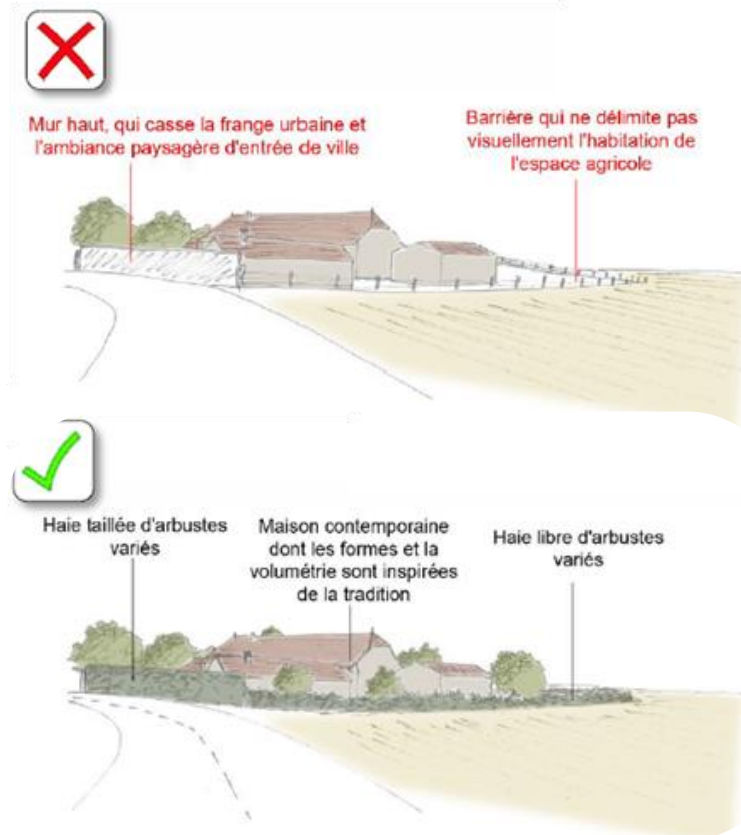 Mur haut, qui casse la frange urbaine et
l'ambiance paysagère d'entrée de ville
Barrière qui ne délimite pas
visuellement l'habitation de
l'espace agricole
Haie taillée d'arbustes
variés
Maison contemporaine
dont les formes et la
volumétrie sont inspirées
de la tradition
Haie libre d'arbustes
variés